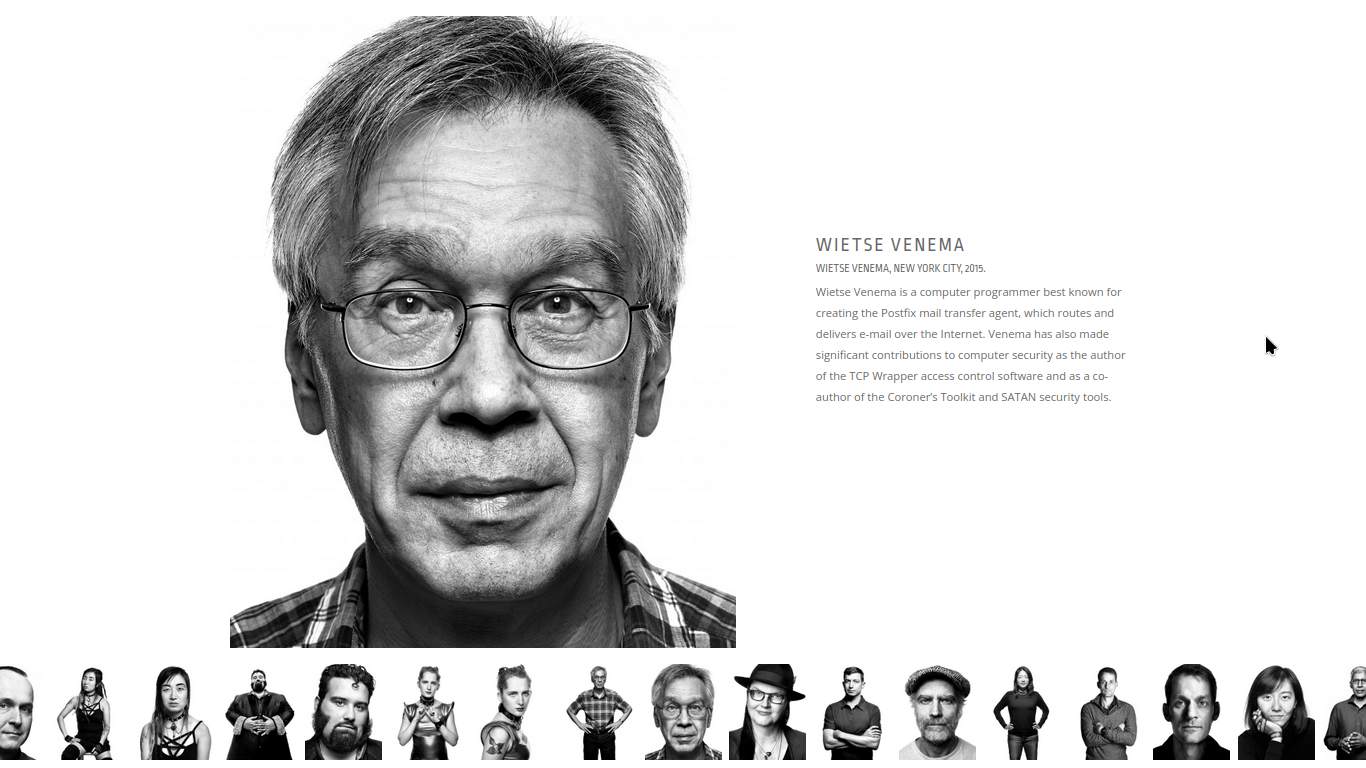 WIETSE VENEMA
WIETSE VENEMA, NEW YORK CITY, 2015.
Wietse Venema is a computer programmer best known for
creating the Postfix mail transfer agent, which routes and
delivers e-mail over the Internet. Venema has also made
significant contributions to computer security as the author
of the TCP Wrapper access control software and as a co-
author of the Coroner’s Toolkit and SATAN security tools.